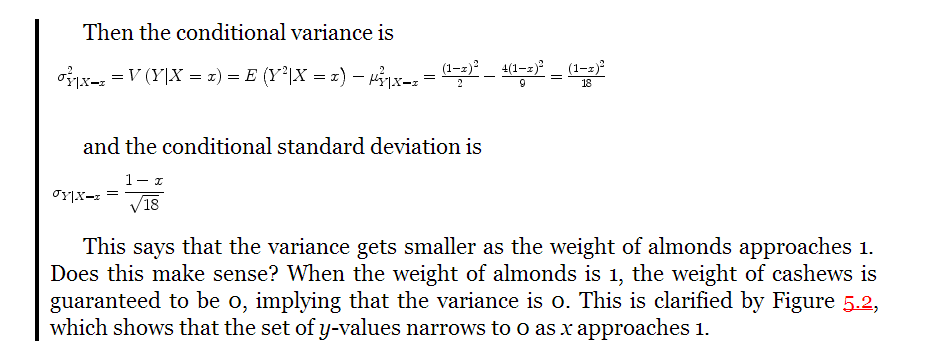 Then the conditional variance is
σ²_{Y|X=x} = V (Y|X = x) = E (Y²|X = x) − μ²_{Y|X=x} = (1−x)²/2 − 4(1−x)²/9 = (1−x)²/18
and the conditional standard deviation is
σ_{Y|X=x} = (1 − x)/√18
This says that the variance gets smaller as the weight of almonds approaches 1.
Does this make sense? When the weight of almonds is 1, the weight of cashews is
guaranteed to be 0, implying that the variance is 0. This is clarified by Figure 5.2,
which shows that the set of y-values narrows to 0 as x approaches 1.